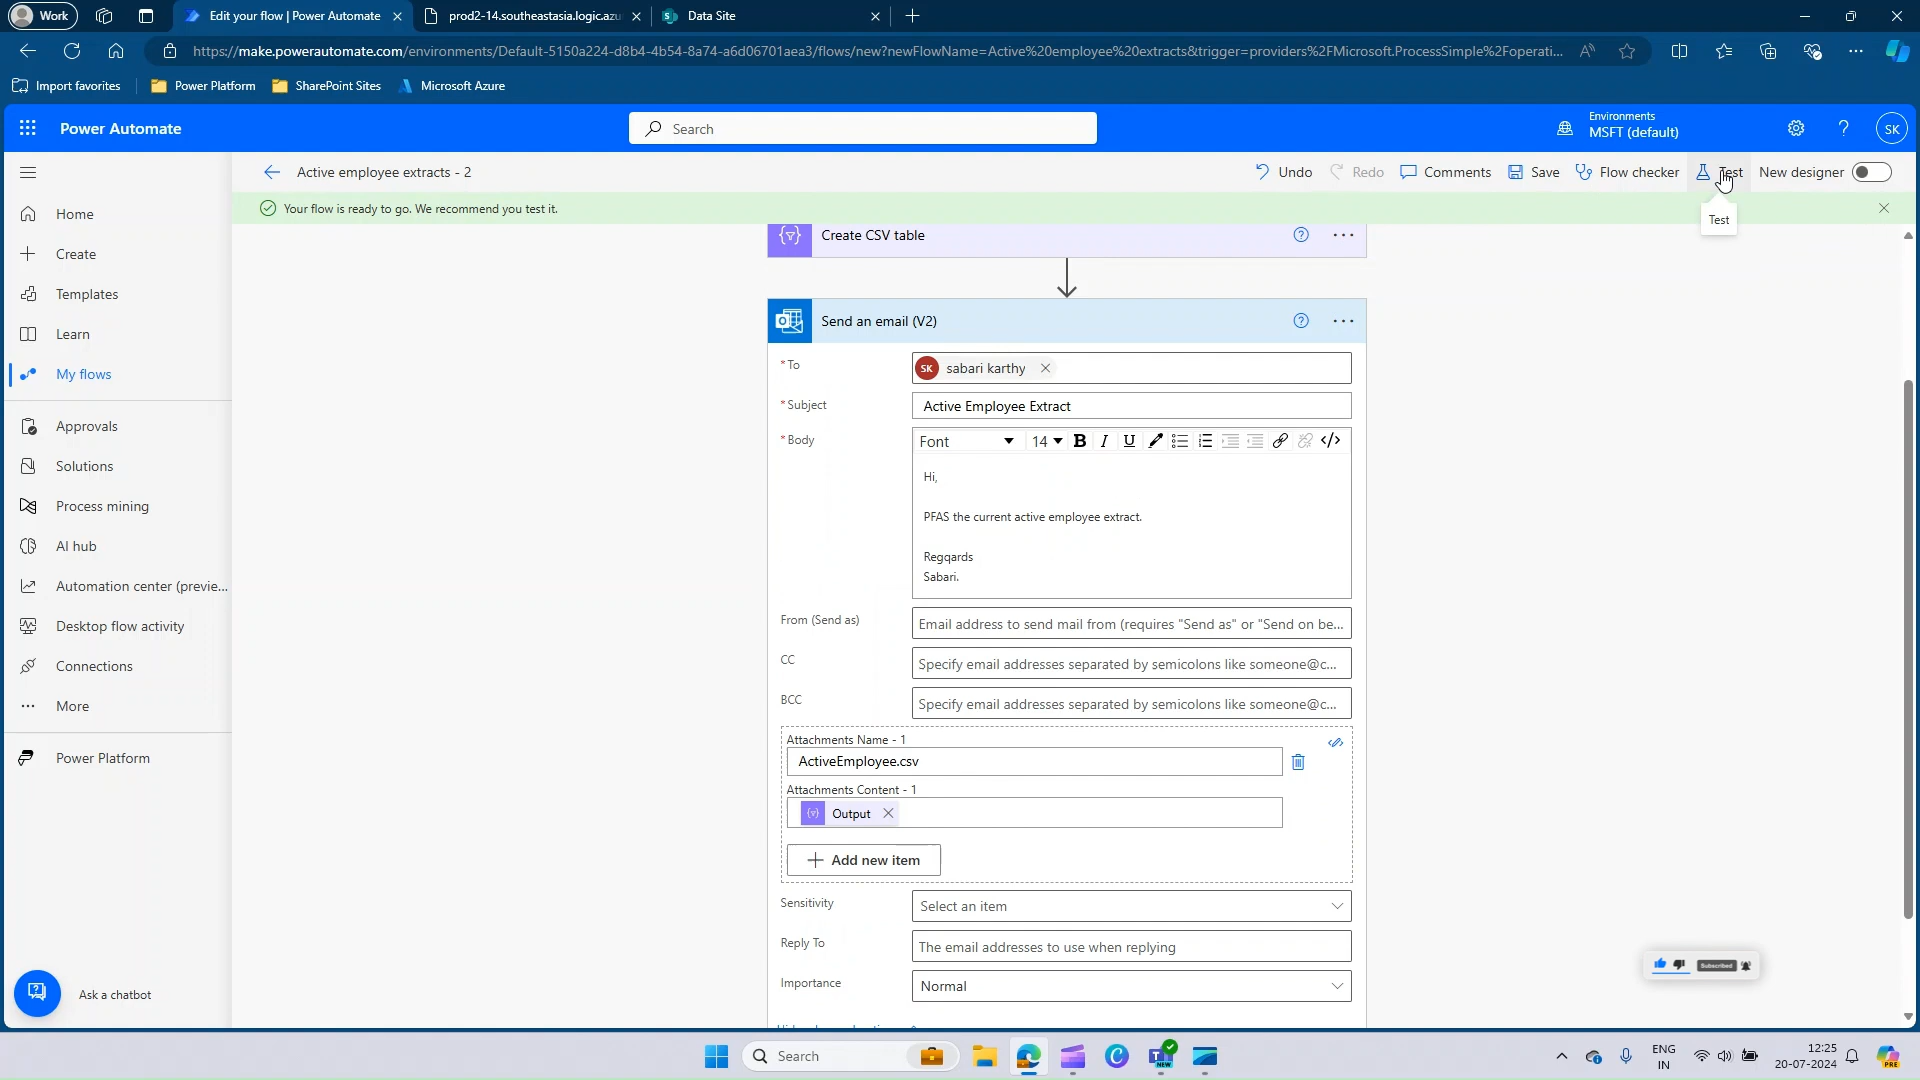 Work
Edit your flow | Power Automate
prod2-14.southeastasia.logic.azu
Data Site
https://make.powerautomate.com/environments/Default-5150a224-d8b4-4b54-8a74-a6d06701aea3/flows/new?newFlowName=Active%20employee%20extracts&trigger=providers%2FMicrosoft.ProcessSimple%2Foperati...
Import favorites
Power Platform
SharePoint Sites
Microsoft Azure
Power Automate
Search
Environments
MSFT (default)
SK
Active employee extracts - 2
Undo
Redo
Comments
Save
Flow checker
Test
New designer
Your flow is ready to go. We recommend you test it.
Test
Home
Create
Templates
Learn
My flows
Approvals
Solutions
Process mining
AI hub
Automation center (previe...
Desktop flow activity
Connections
More
Power Platform
Ask a chatbot
Create CSV table
Send an email (V2)
* To
SK sabari karthy
* Subject
Active Employee Extract
* Body
Font
14
Hi,
PFAS the current active employee extract.
Regqards
Sabari.
From (Send as)
Email address to send mail from (requires "Send as" or "Send on be...
CC
Specify email addresses separated by semicolons like someone@c...
BCC
Specify email addresses separated by semicolons like someone@c...
Attachments Name - 1
ActiveEmployee.csv
Attachments Content - 1
Output
Add new item
Sensitivity
Select an item
Reply To
The email addresses to use when replying
Importance
Normal
Subscribed
Search
ENG
IN
12:25
20-07-2024